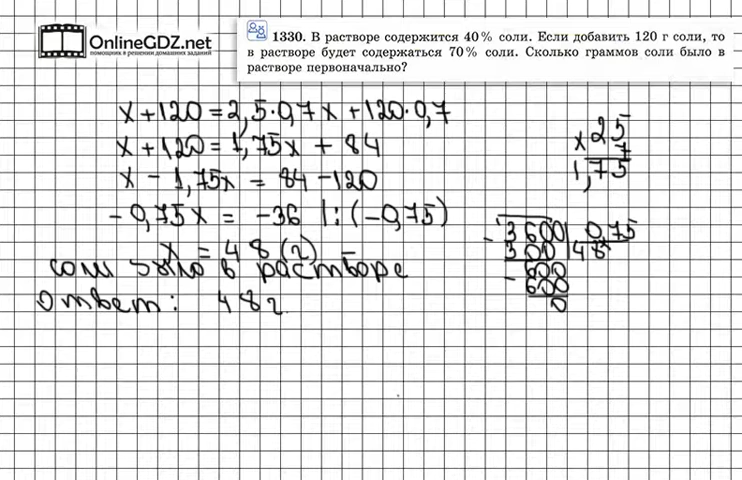 OnlineGDZ.net
помощник в решении домашних заданий
1330. В растворе содержится 40 % соли. Если добавить 120 г соли, то
в растворе будет содержаться 70 % соли. Сколько граммов соли было в
растворе первоначально?
x + 120 = 2,5 · 0,7x + 120 · 0,7
x + 120 = 1,75x + 84
x - 1,75x = 84 - 120
- 0,75x = - 36 | : (- 0,75)
x = 48 (г) –
соли было в растворе
Ответ: 48 г.
x 25
7
1,75
3600 | 0,75
- 300 | 48
600
- 600
0